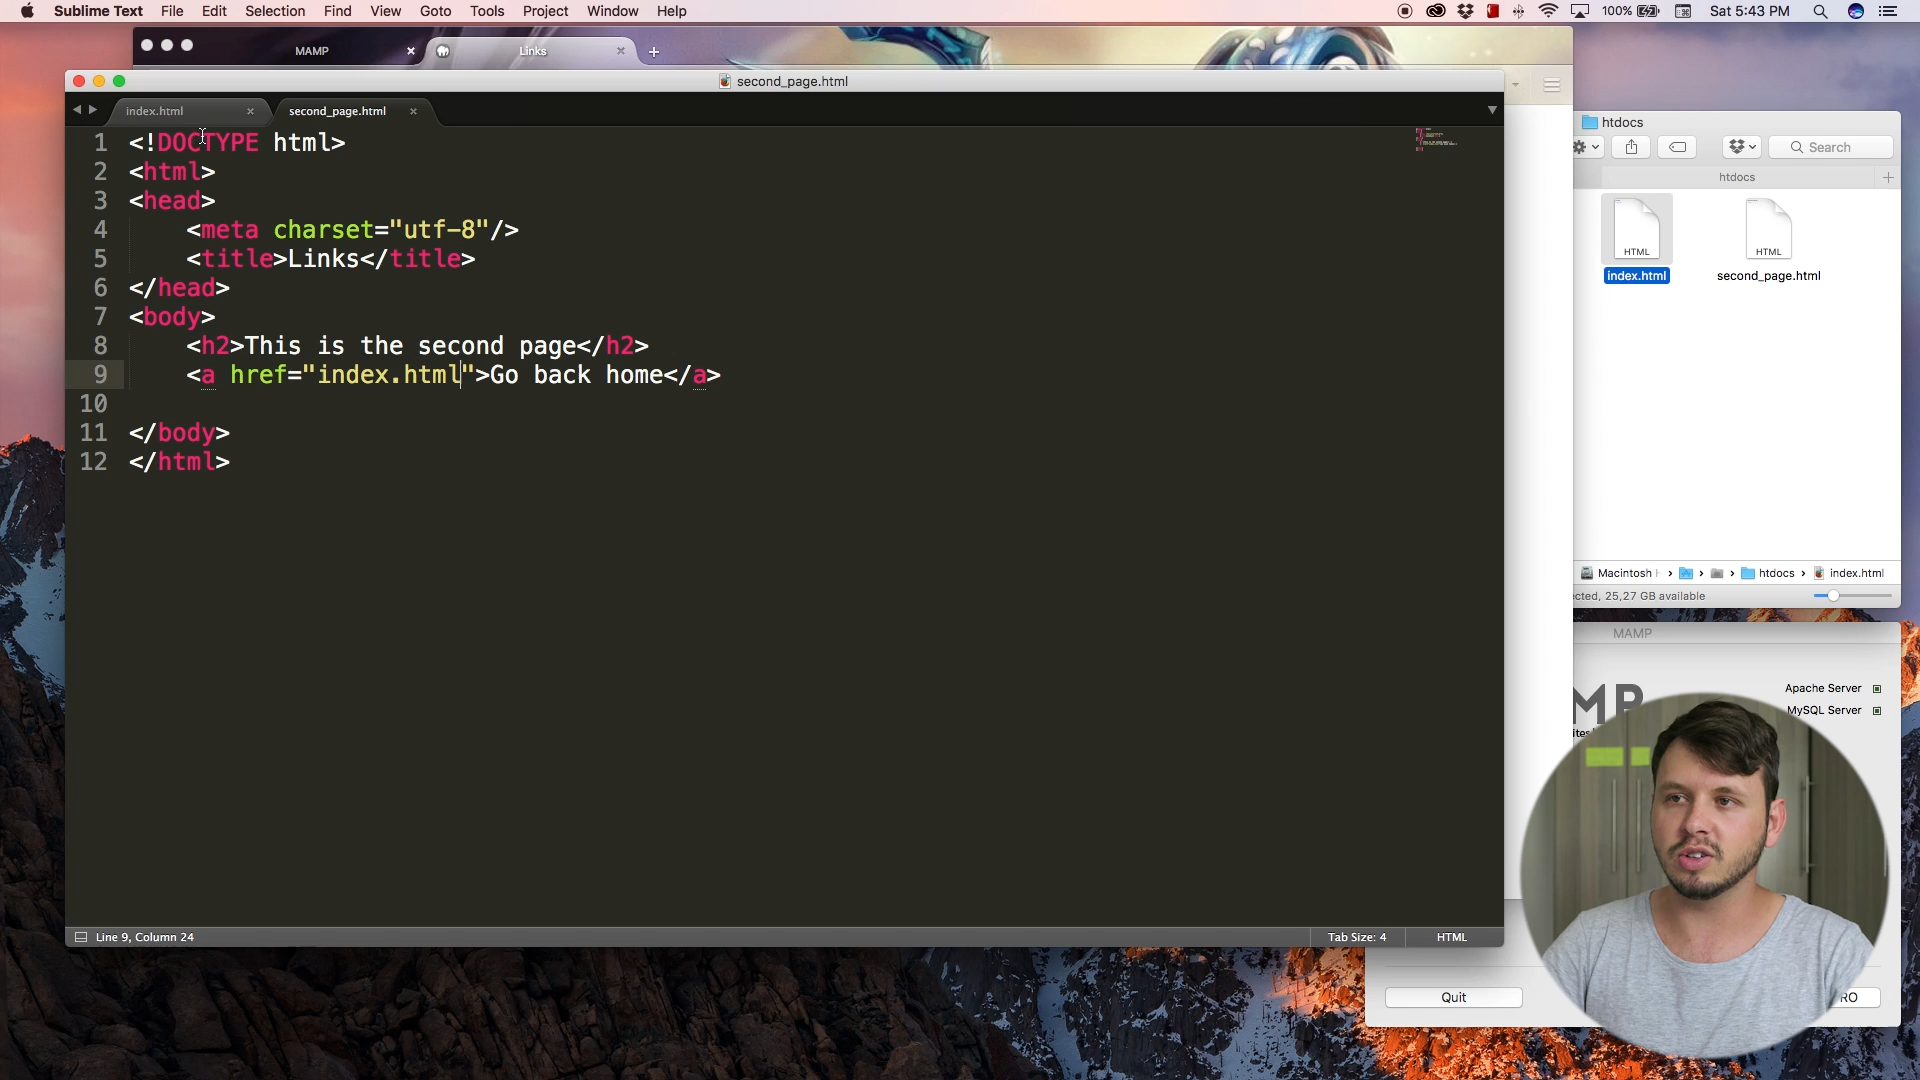 Sublime Text File Edit Selection Find View Goto Tools Project Window Help
100% Sat 5:43 PM
MAMP
Links
second_page.html
index.html
second_page.html
1 <!DOCTYPE html>
2 <html>
3 <head>
4 <meta charset="utf-8"/>
5 <title>Links</title>
6 </head>
7 <body>
8 <h2>This is the second page</h2>
9 <a href="index.html">Go back home</a>
10
11 </body>
12 </html>
Line 9, Column 24
Tab Size: 4
HTML
htdocs
Search
htdocs
HTML
HTML
index.html
second_page.html
Macintosh › › › htdocs › index.html
cted, 25,27 GB available
MAMP
MP
Apache Server
MySQL Server
ites
Quit
RO